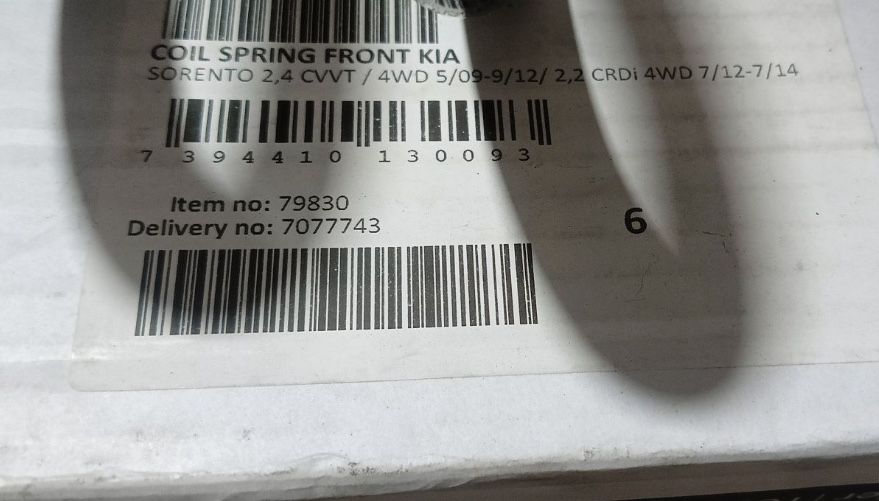 COIL SPRING FRONT KIA
SORENTO 2,4 CVVT / 4WD 5/09-9/12/ 2,2 CRDi 4WD 7/12-7/14
7 394410 130093
Item no: 79830
Delivery no: 7077743
6